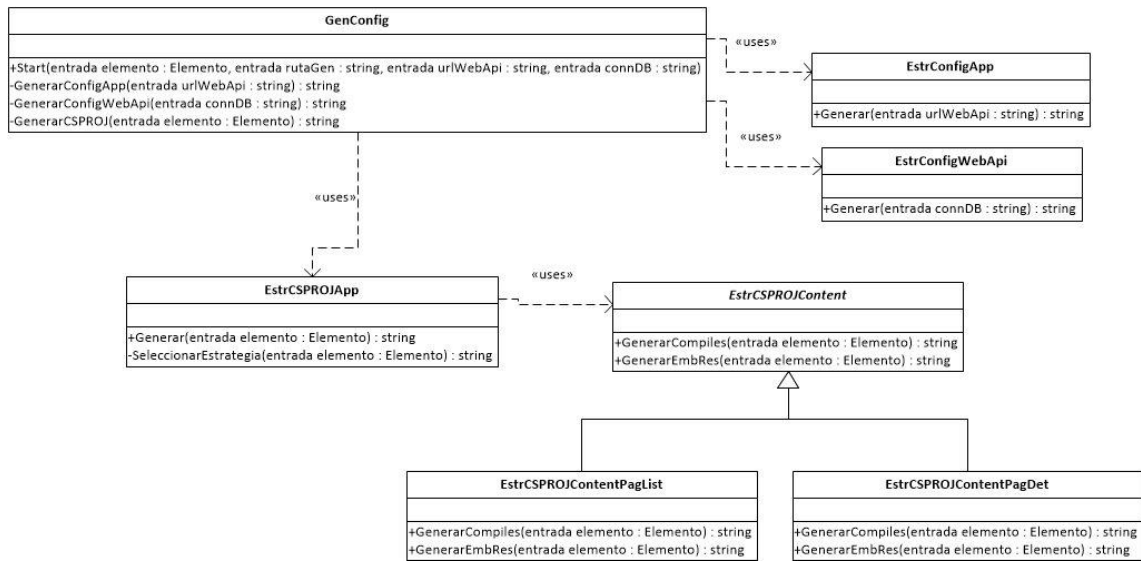 GenConfig
+Start(entrada elemento : Elemento, entrada rutaGen : string, entrada urlWebApi : string, entrada connDB : string)
-GenerarConfigApp(entrada urlWebApi : string) : string
-GenerarConfigWebApi(entrada connDB : string) : string
-GenerarCSPROJ(entrada elemento : Elemento) : string
«uses»
EstrConfigApp
+Generar(entrada urlWebApi : string) : string
«uses»
EstrConfigWebApi
+Generar(entrada connDB : string) : string
«uses»
EstrCSPROJApp
+Generar(entrada elemento : Elemento) : string
-SeleccionarEstrategia(entrada elemento : Elemento) : string
«uses»
EstrCSPROJContent
+GenerarCompiles(entrada elemento : Elemento) : string
+GenerarEmbRes(entrada elemento : Elemento) : string
EstrCSPROJContentPagList
+GenerarCompiles(entrada elemento : Elemento) : string
+GenerarEmbRes(entrada elemento : Elemento) : string
EstrCSPROJContentPagDet
+GenerarCompiles(entrada elemento : Elemento) : string
+GenerarEmbRes(entrada elemento : Elemento) : string